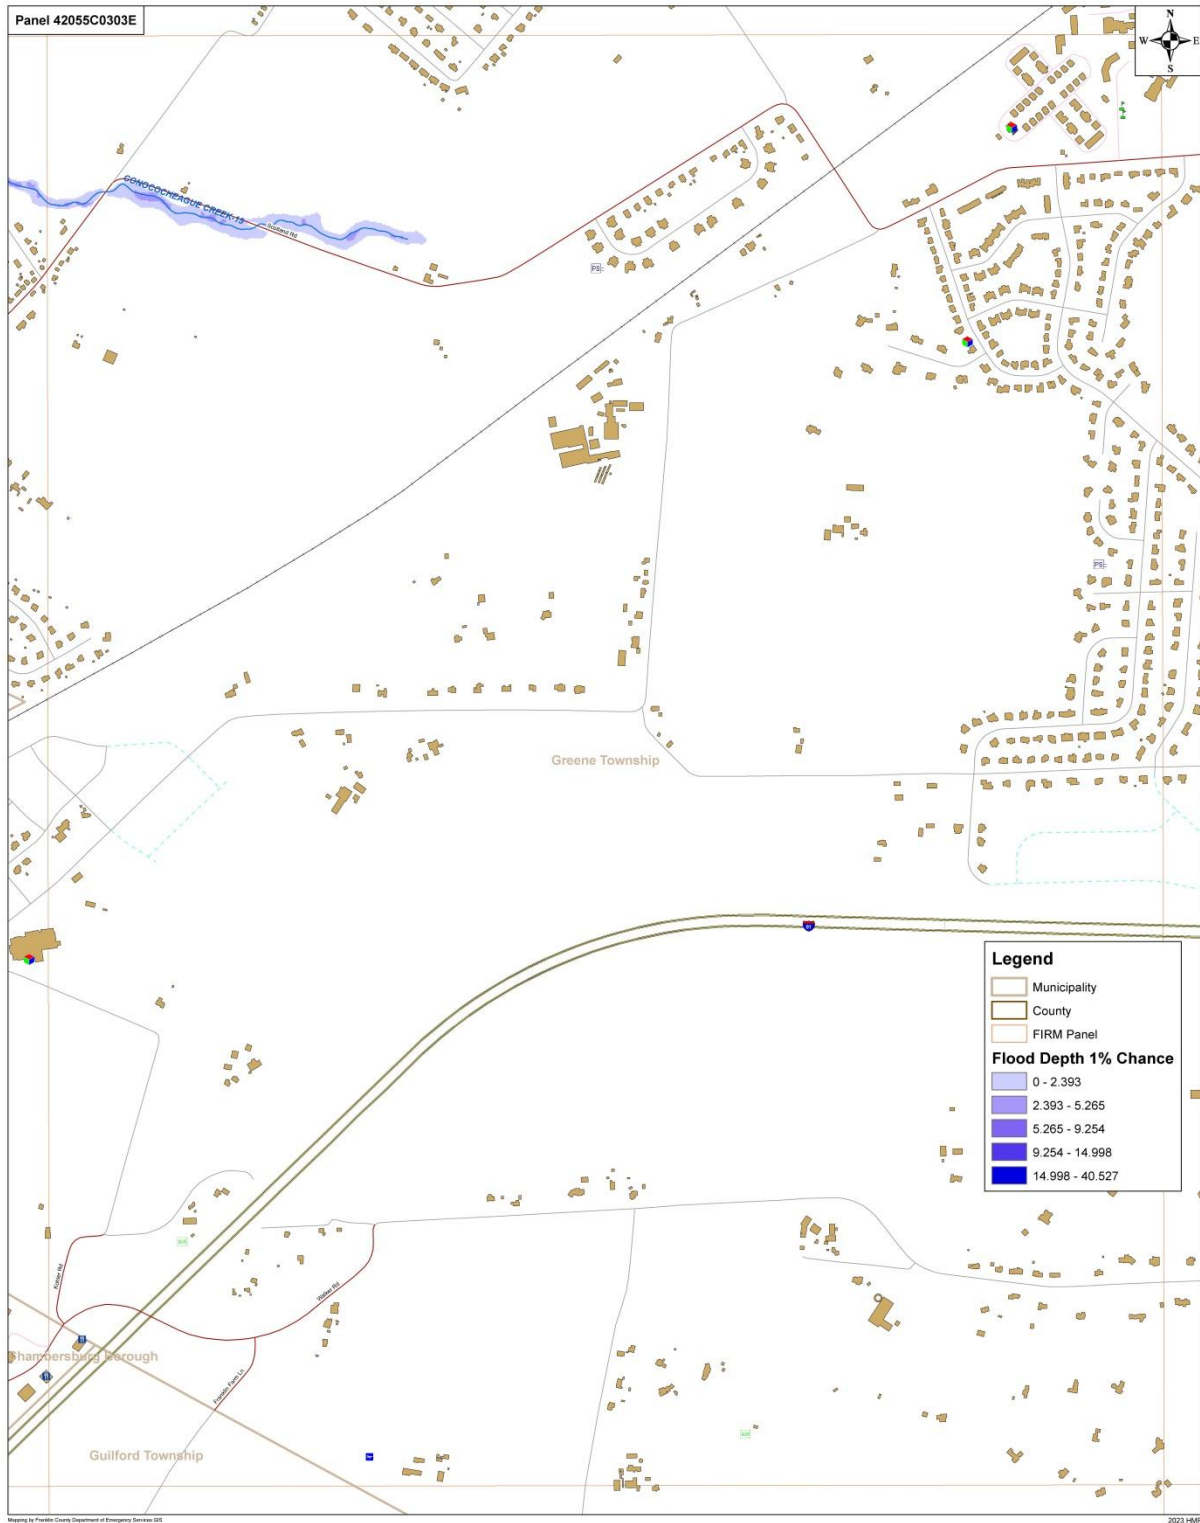 Panel 42055C0303E
N
W E
S
CONOCOCHEAGUE CREEK-15
Scotland Rd
PS
PS
Greene Township
81
Legend
Municipality
County
FIRM Panel
Flood Depth 1% Chance
0 - 2.393
2.393 - 5.265
5.265 - 9.254
9.254 - 14.998
14.998 - 40.527
Kohler Rd
Walker Rd
Franklin Farm Ln
Chambersburg Borough
Guilford Township
Mapping by Franklin County Department of Emergency Services GIS
2023 HMP